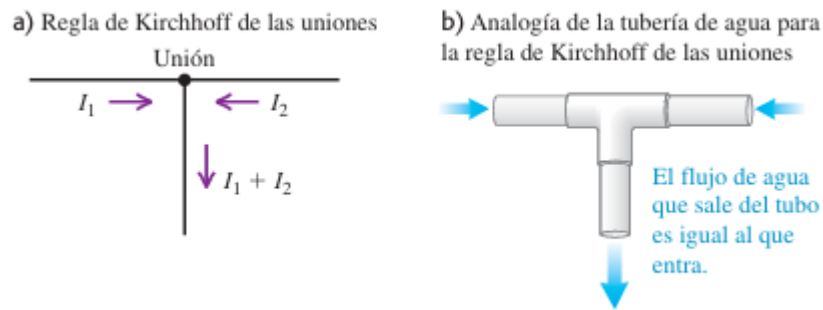 a) Regla de Kirchhoff de las uniones
Unión
I₁
I₂
I₁ + I₂
b) Analogía de la tubería de agua para
la regla de Kirchhoff de las uniones
El flujo de agua
que sale del tubo
es igual al que
entra.